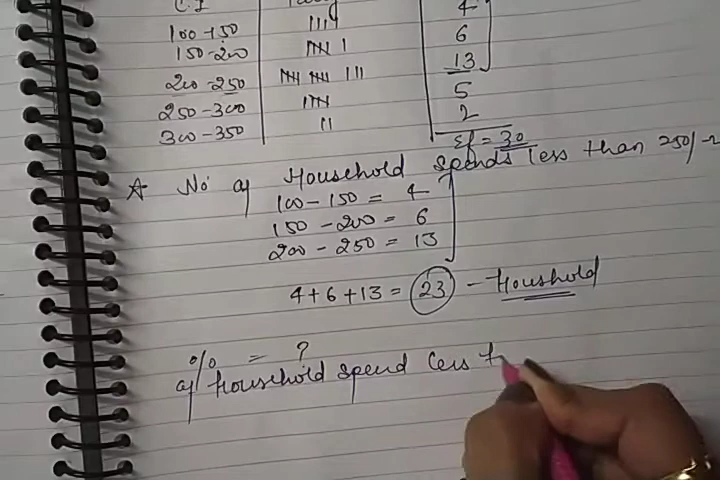 C.I
100-150 |||| 4
150-200 |||| | 6
200-250 |||| |||| ||| 13
250-300 |||| 5
300-350 || 2
Σf = 30
No of Household spends less than 250/-
100-150 = 4
150-200 = 6
200-250 = 13
4+6+13 = 23 - Houshold
% = ?
of household spend less t